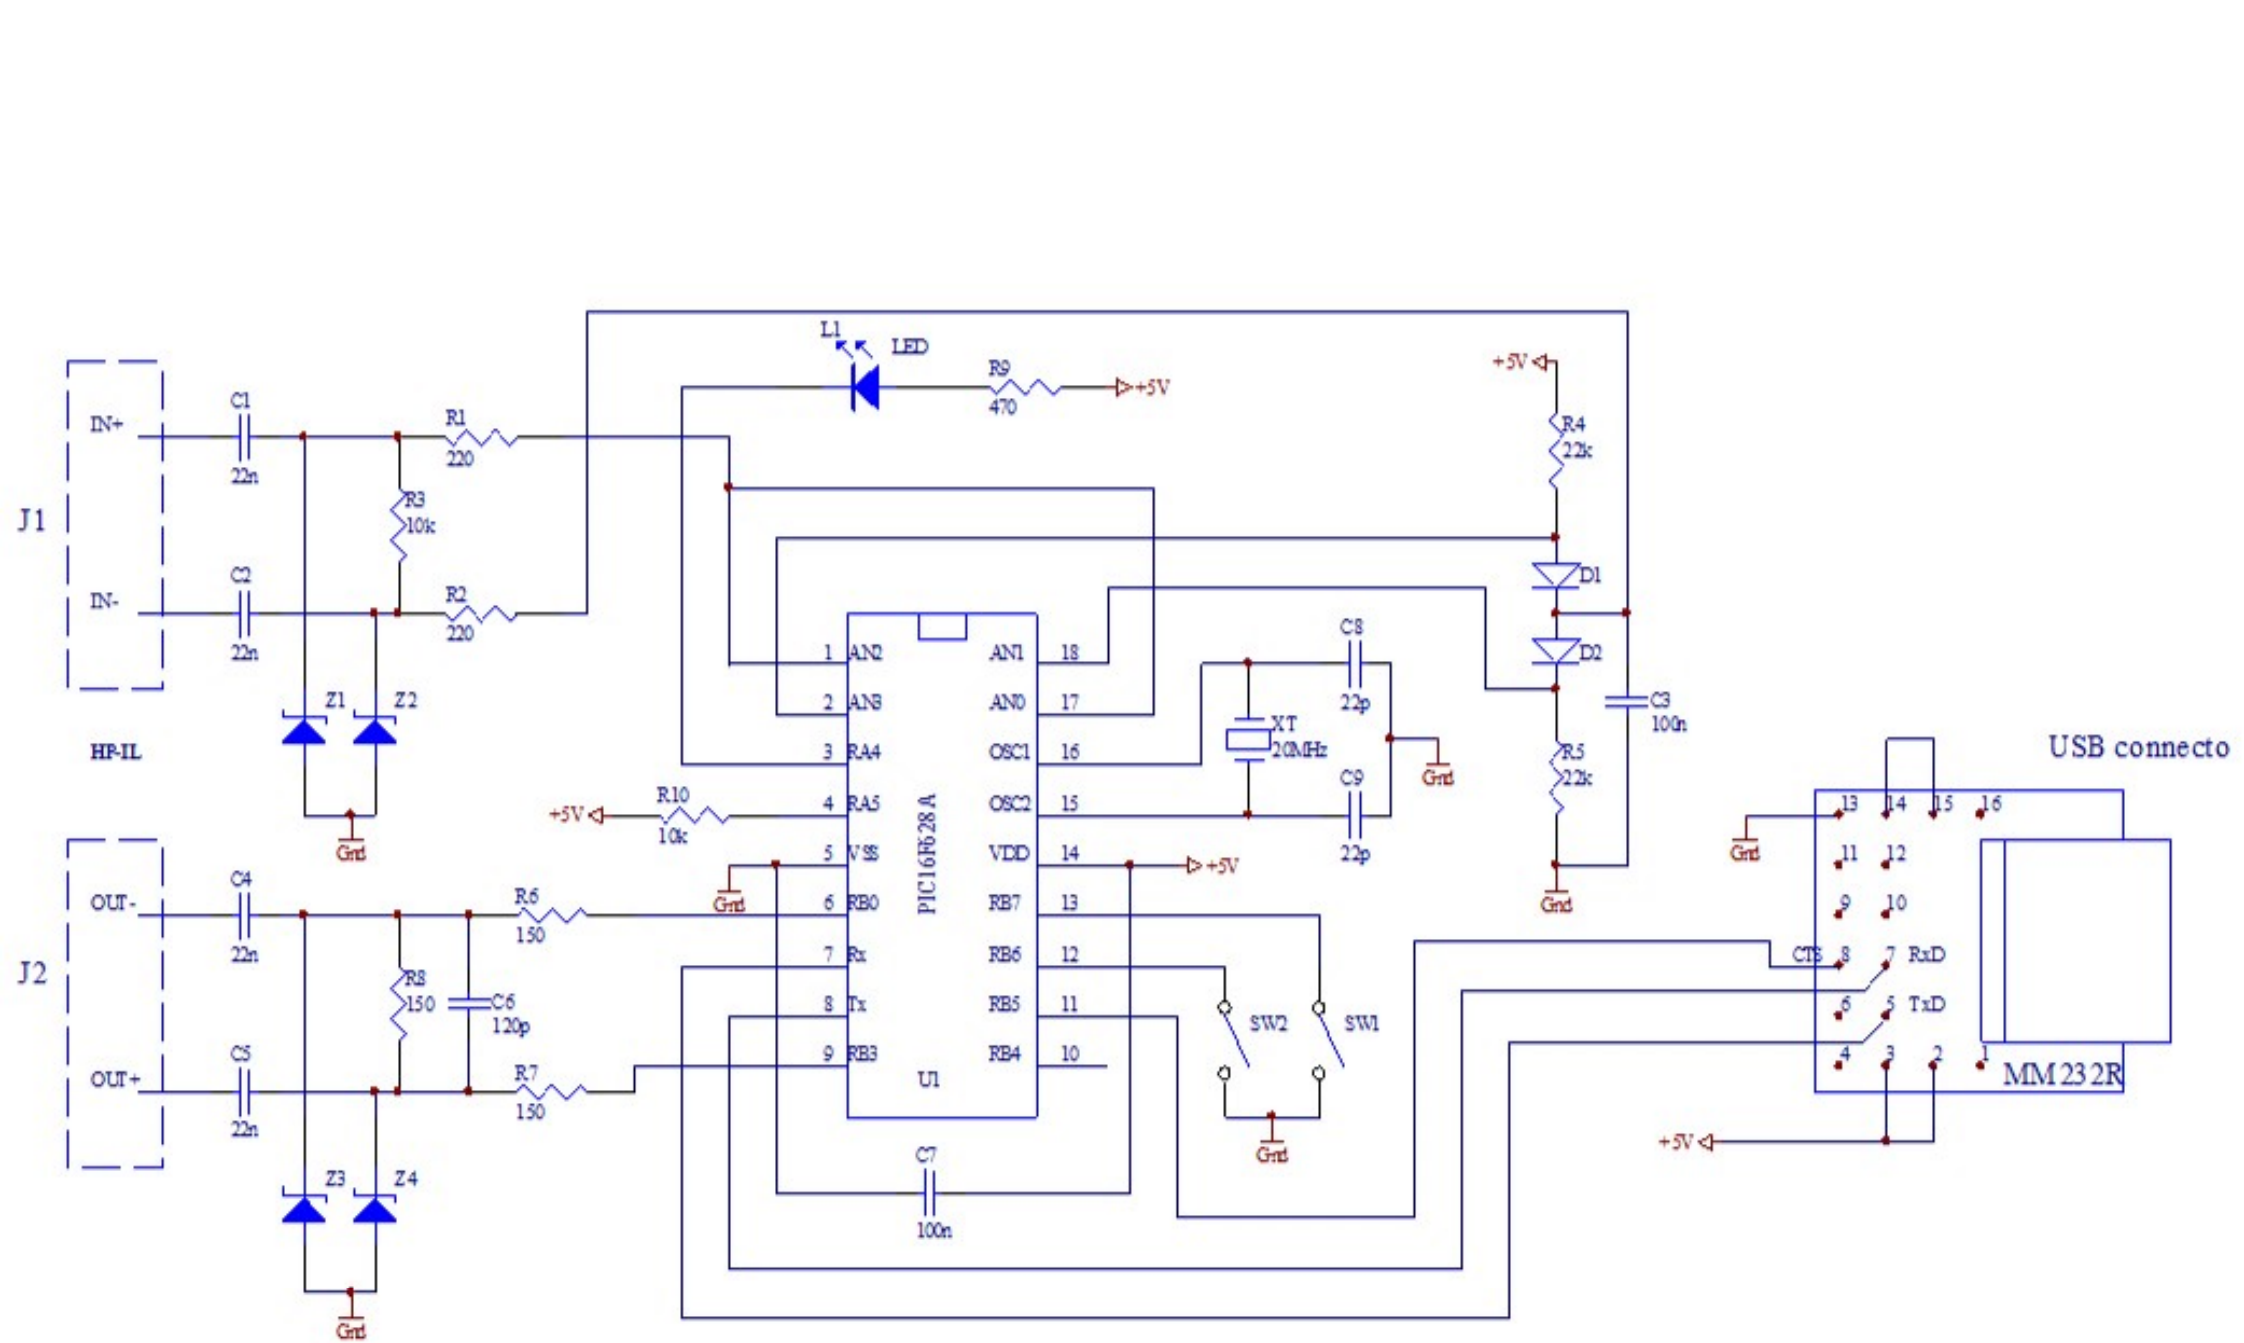 L1
LED
R9
470
+5V
+5V
R4
22k
J1
IN+
C1
22n
R1
220
R3
10k
IN-
C2
22n
R2
220
Z1
Z2
HP-IL
Gnd
D1
D2
C3
100n
R5
22k
Gnd
1 AN2
2 AN3
3 RA4
4 RA5
5 VSS
6 RB0
7 Rx
8 Tx
9 RB3
PIC16F628A
U1
AN1 18
AN0 17
OSC1 16
OSC2 15
VDD 14
RB7 13
RB6 12
RB5 11
RB4 10
C8
22p
XT
20MHz
C9
22p
Gnd
+5V
R10
10k
Gnd
+5V
J2
OUT-
C4
22n
R6
150
R8
150
C6
120p
OUT+
C5
22n
R7
150
Z3
Z4
Gnd
C7
100n
SW2
SW1
Gnd
USB connecto
13 14 15 16
Gnd
11 12
9 10
CTS 8 7 RxD
6 5 TxD
4 3 2 1
MM232R
+5V